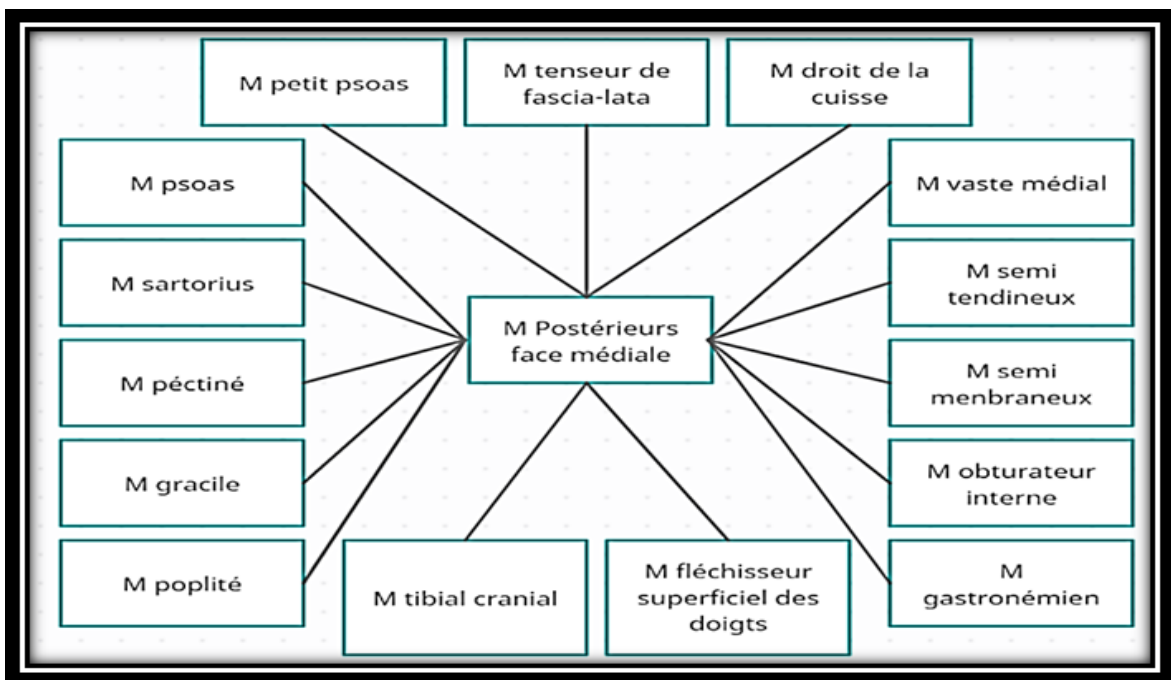 M petit psoas
M tenseur de
fascia-lata
M droit de la
cuisse
M psoas
M sartorius
M péctiné
M gracile
M poplité
M Postérieurs
face médiale
M vaste médial
M semi
tendineux
M semi
menbraneux
M obturateur
interne
M
gastronémien
M tibial cranial
M fléchisseur
superficiel des
doigts